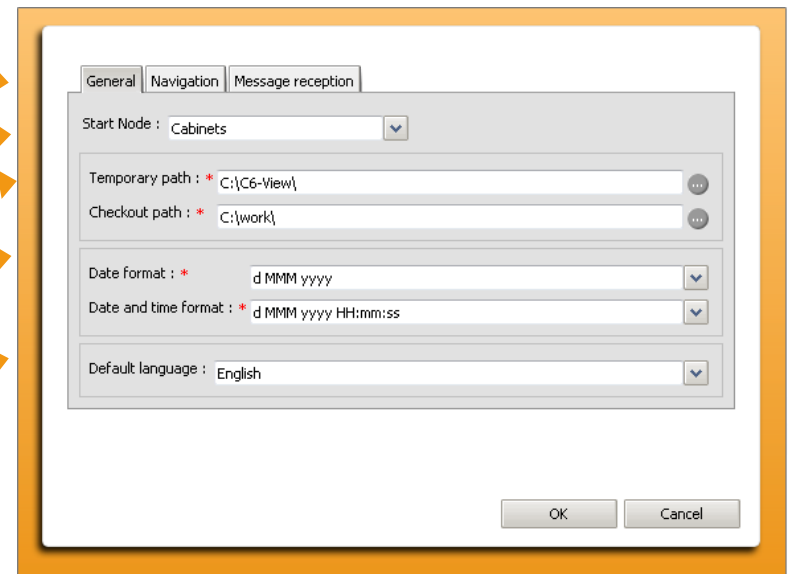 General Navigation Message reception
Start Node : Cabinets
Temporary path : * C:\C6-View\
Checkout path : * C:\work\
Date format : * d MMM yyyy
Date and time format : * d MMM yyyy HH:mm:ss
Default language : English
OK Cancel